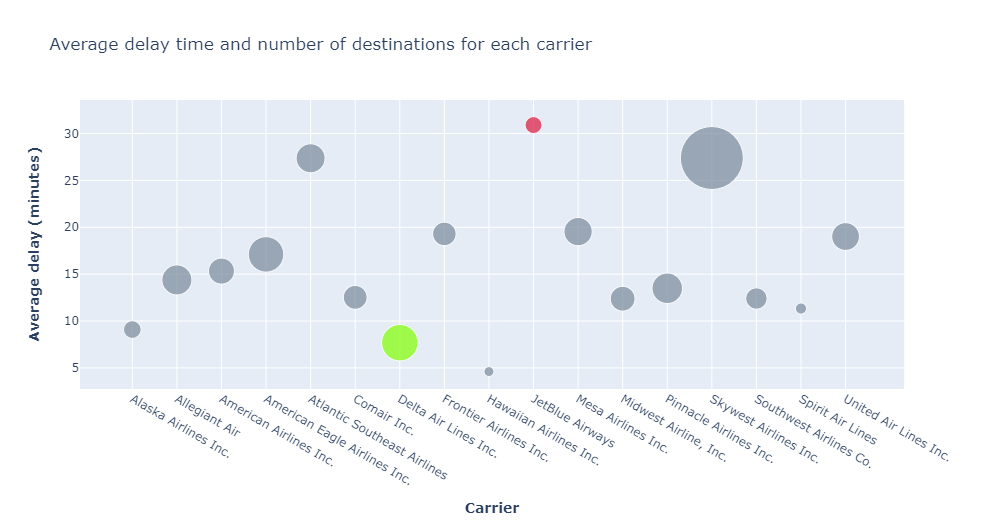 Average delay time and number of destinations for each carrier
Average delay (minutes)
30
25
20
15
10
5
Alaska Airlines Inc.
Allegiant Air
American Airlines Inc.
American Eagle Airlines Inc.
Atlantic Southeast Airlines
Comair Inc.
Delta Air Lines Inc.
Frontier Airlines Inc.
Hawaiian Airlines Inc.
JetBlue Airways
Mesa Airlines Inc.
Midwest Airline, Inc.
Pinnacle Airlines Inc.
Skywest Airlines Inc.
Southwest Airlines Co.
Spirit Air Lines
United Air Lines Inc.
Carrier